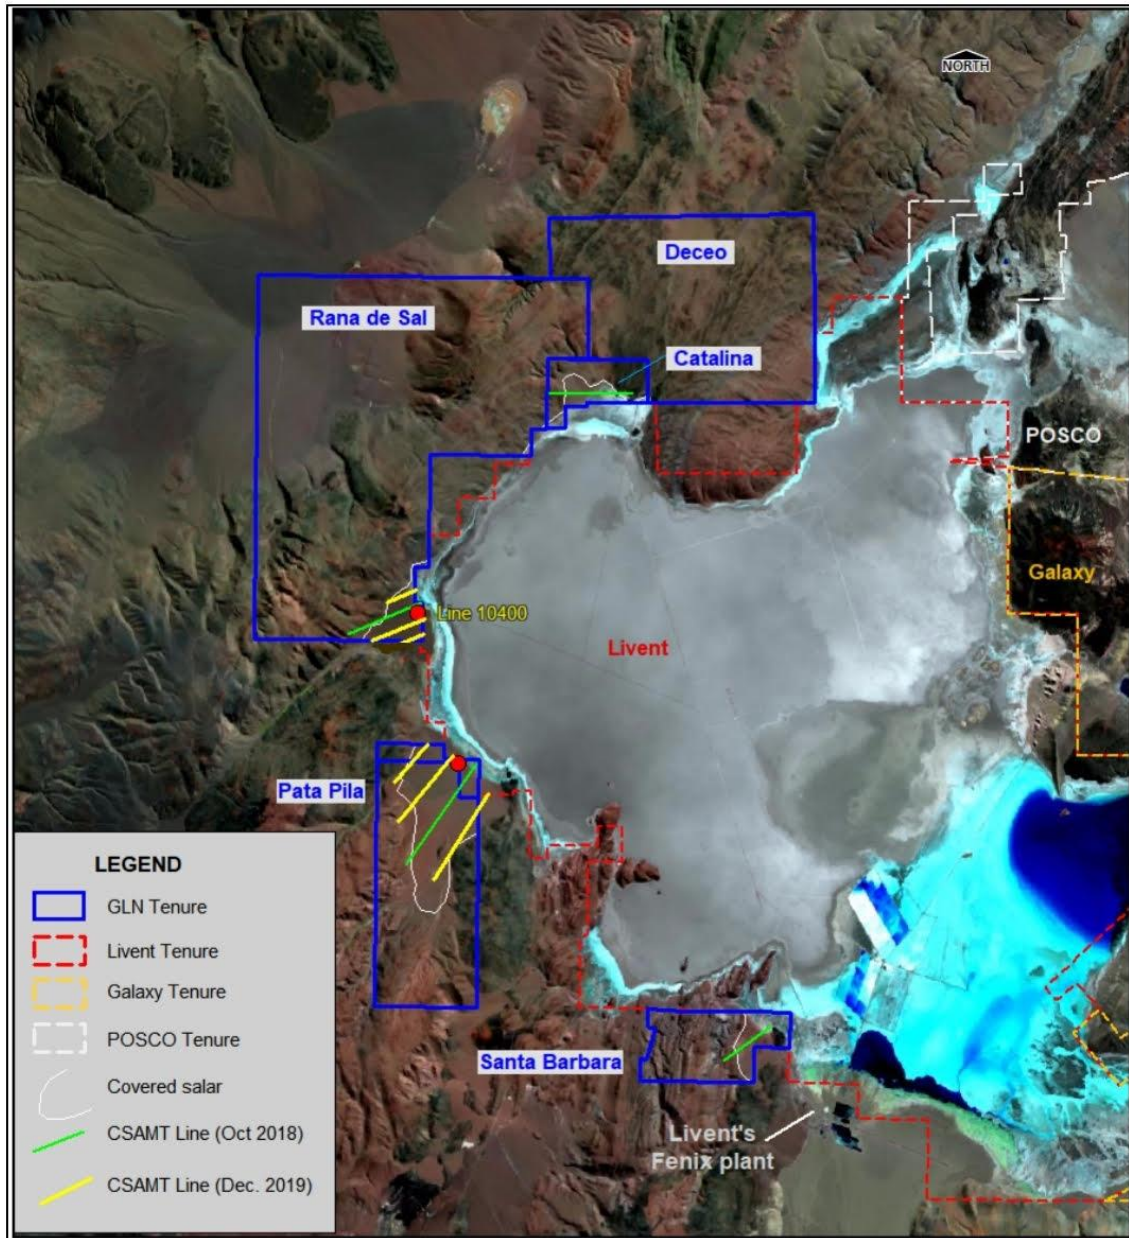 NORTH
Deceo
Rana de Sal
Catalina
POSCO
Galaxy
Line 10400
Livent
Pata Pila
LEGEND
GLN Tenure
Livent Tenure
Galaxy Tenure
POSCO Tenure
Covered salar
CSAMT Line (Oct 2018)
CSAMT Line (Dec. 2019)
Santa Barbara
Livent's
Fenix plant